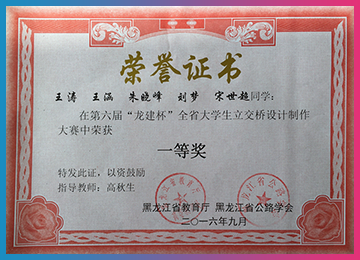 荣誉证书
王涛 王涵 朱晓峰 刘梦 宋世超同学：
在第六届“龙建杯”全省大学生立交桥设计制作
大赛中荣获
一等奖
特发此证，以资鼓励
指导教师：高秋生
黑龙江省教育厅 黑龙江省公路学会
二〇一六年九月